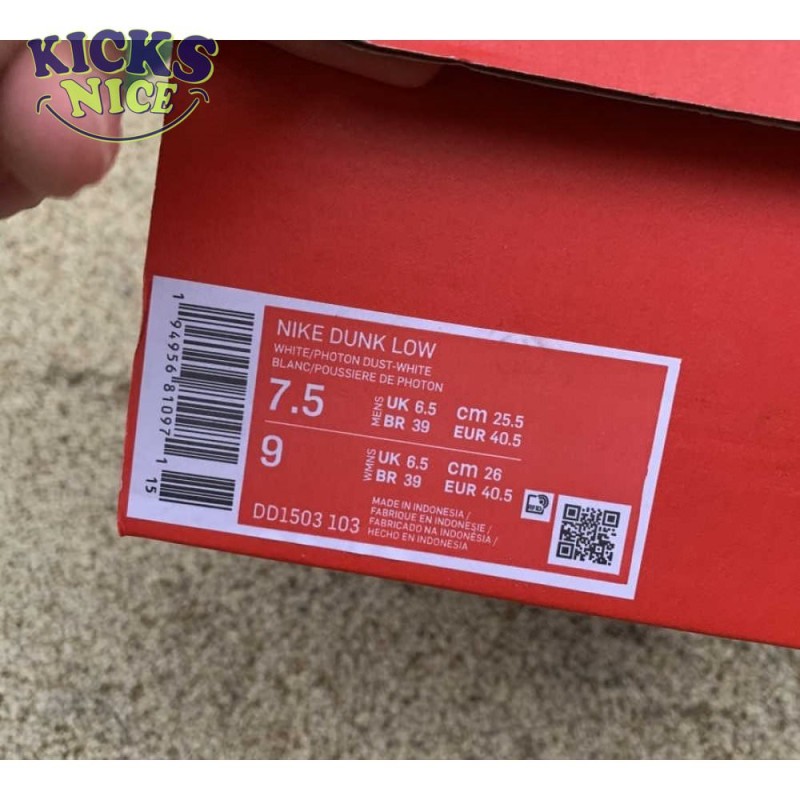 KICKS
NICE
1 94956 81097 1 15
NIKE DUNK LOW
WHITE/PHOTON DUST-WHITE
BLANC/POUSSIERE DE PHOTON
7.5 MENS UK 6.5 cm 25.5
BR 39 EUR 40.5
9 WMNS UK 6.5 cm 26
BR 39 EUR 40.5
DD1503 103
MADE IN INDONESIA /
FABRIQUE EN INDONESIE /
FABRICADO NA INDONÉSIA /
HECHO EN INDONESIA